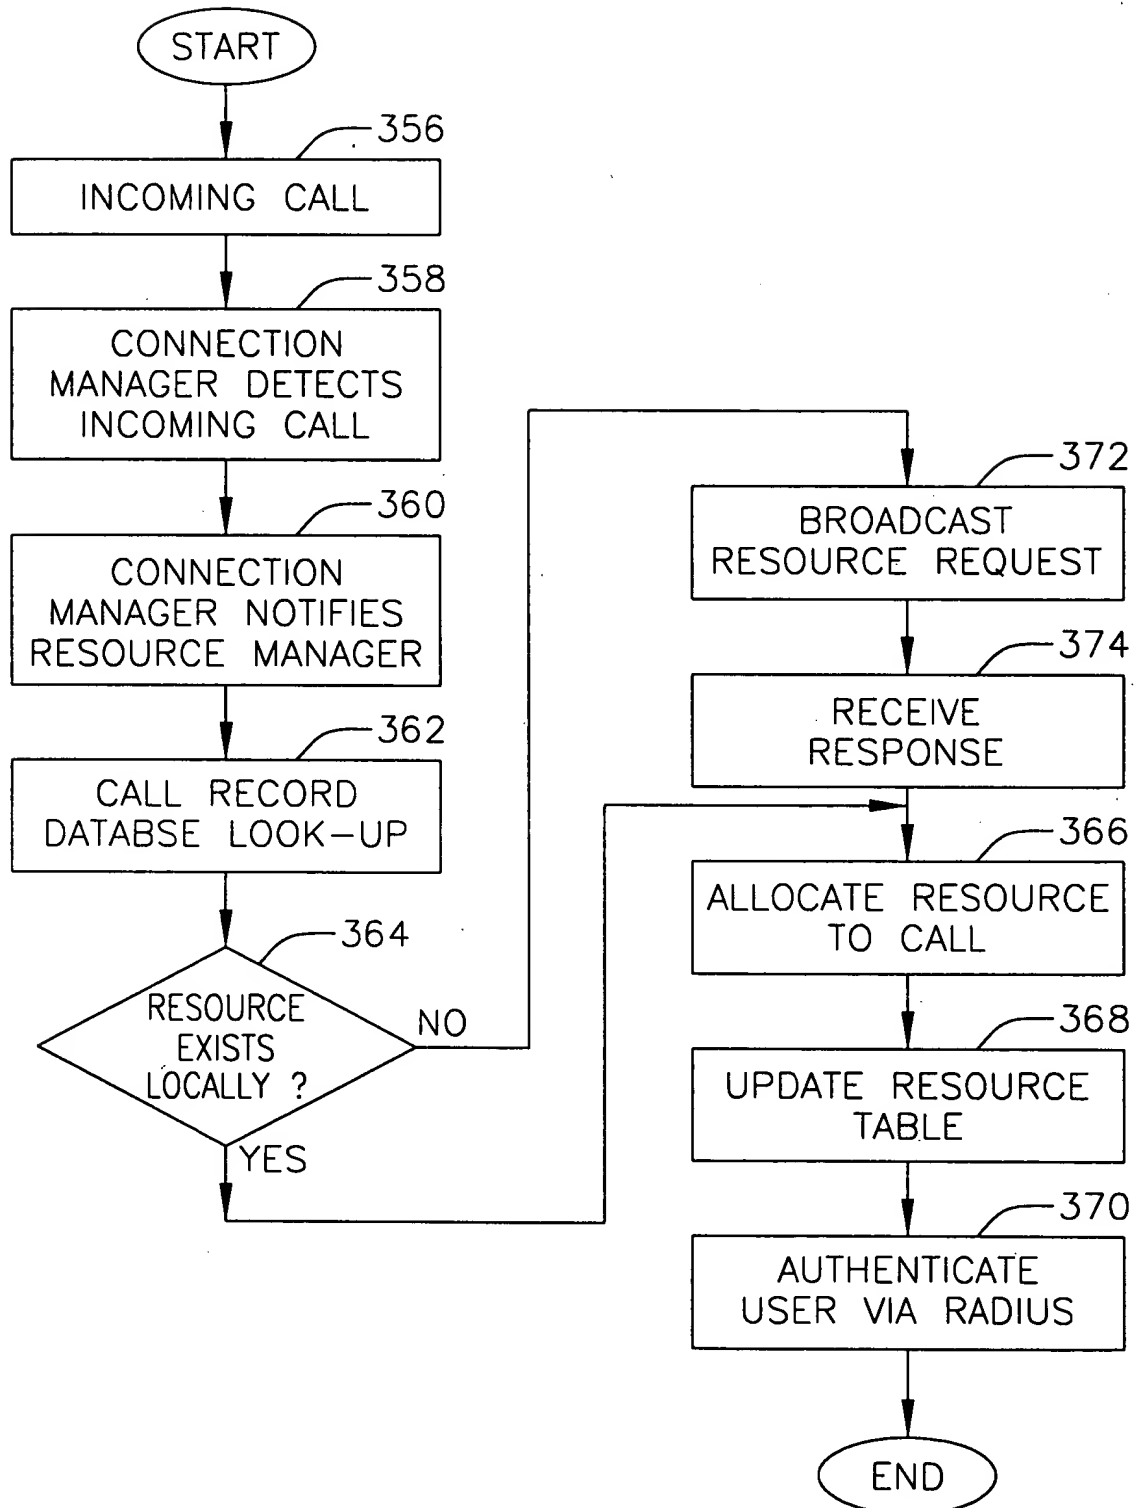 START
356
INCOMING CALL
358
CONNECTION
MANAGER DETECTS
INCOMING CALL
360
CONNECTION
MANAGER NOTIFIES
RESOURCE MANAGER
362
CALL RECORD
DATABSE LOOK-UP
364
RESOURCE
EXISTS
LOCALLY ?
NO
YES
372
BROADCAST
RESOURCE REQUEST
374
RECEIVE
RESPONSE
366
ALLOCATE RESOURCE
TO CALL
368
UPDATE RESOURCE
TABLE
370
AUTHENTICATE
USER VIA RADIUS
END